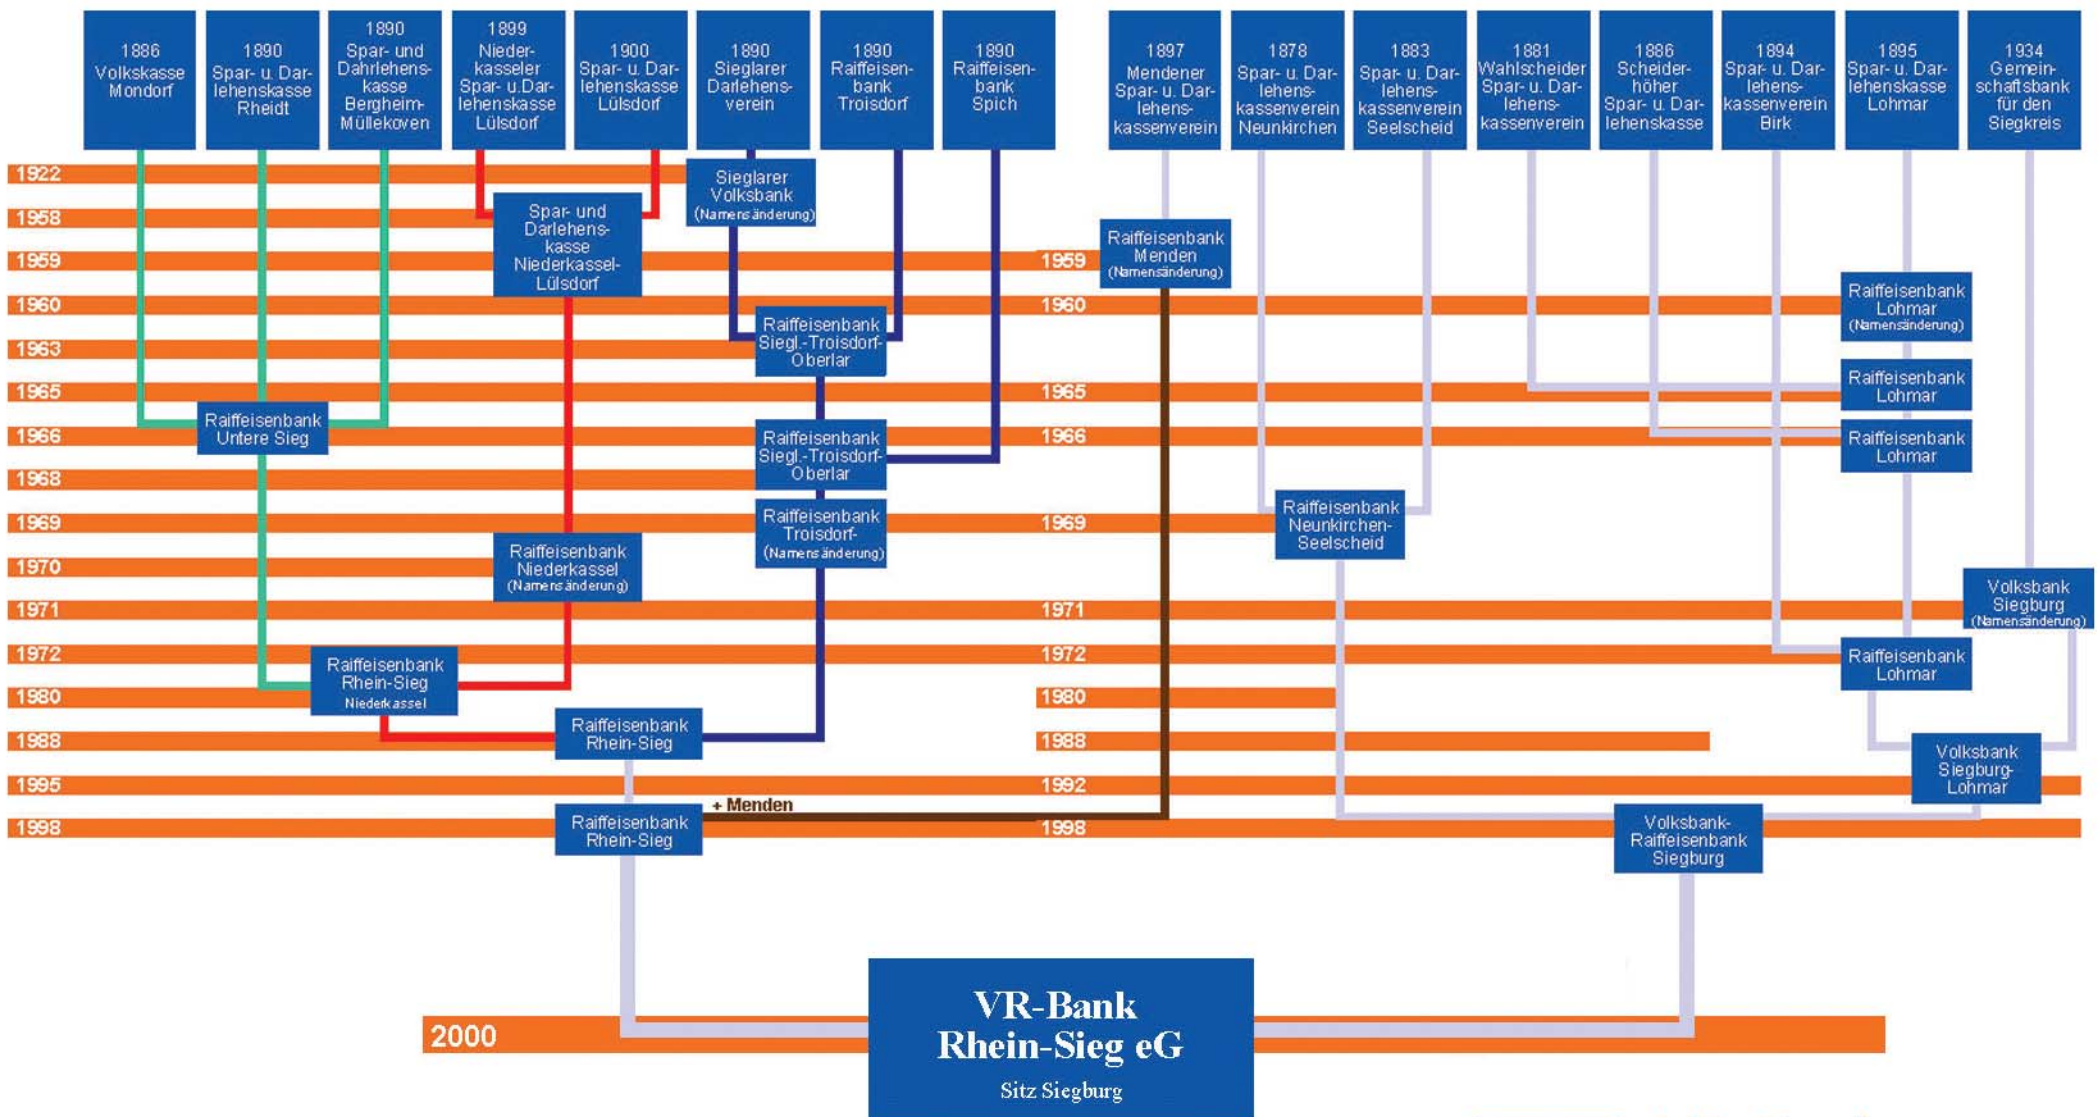 1886
Volkskasse
Mondorf
1890
Spar- u. Dar-
lehenskasse
Rheidt
1890
Spar- und
Dahrlehens-
kasse
Bergheim-
Müllekoven
1899
Nieder-
kasseler
Spar- u.Dar-
lehenskasse
Lülsdorf
1900
Spar- u. Dar-
lehenskasse
Lülsdorf
1890
Sieglarer
Darlehens-
verein
1890
Raiffeisen-
bank
Troisdorf
1890
Raiffeisen-
bank
Spich
1897
Mendener
Spar- u. Dar-
lehens-
kassenverein
1878
Spar- u. Dar-
lehens-
kassenverein
Neunkirchen
1883
Spar- u. Dar-
lehens-
kassenverein
Seelscheid
1881
Wahlscheider
Spar- u. Dar-
lehens-
kassenverein
1886
Scheider-
höher
Spar- u. Dar-
lehenskasse
1894
Spar- u. Dar-
lehens-
kassenverein
Birk
1895
Spar- u. Dar-
lehenskasse
Lohmar
1934
Gemein-
schaftsbank
für den
Siegkreis
1922
Sieglarer
Volksbank
(Namensänderung)
1958
Spar- und
Darlehens-
kasse
Niederkassel-
Lülsdorf
1959
1959
Raiffeisenbank
Menden
(Namensänderung)
1960
1960
Raiffeisenbank
Lohmar
(Namensänderung)
1963
Raiffeisenbank
Siegl.-Troisdorf-
Oberlar
1965
1965
Raiffeisenbank
Lohmar
1966
Raiffeisenbank
Untere Sieg
1966
Raiffeisenbank
Lohmar
1968
Raiffeisenbank
Siegl.-Troisdorf-
Oberlar
1969
Raiffeisenbank
Troisdorf-
(Namensänderung)
1969
Raiffeisenbank
Neunkirchen-
Seelscheid
1970
Raiffeisenbank
Niederkassel
(Namensänderung)
1971
1971
Volksbank
Siegburg
(Namensänderung)
1972
1972
Raiffeisenbank
Lohmar
1980
Raiffeisenbank
Rhein-Sieg
Niederkassel
1980
1988
Raiffeisenbank
Rhein-Sieg
1988
Volksbank
Siegburg-
Lohmar
1995
1992
+ Menden
1998
Raiffeisenbank
Rhein-Sieg
1998
Volksbank-
Raiffeisenbank
Siegburg
2000
VR-Bank
Rhein-Sieg eG
Sitz Siegburg